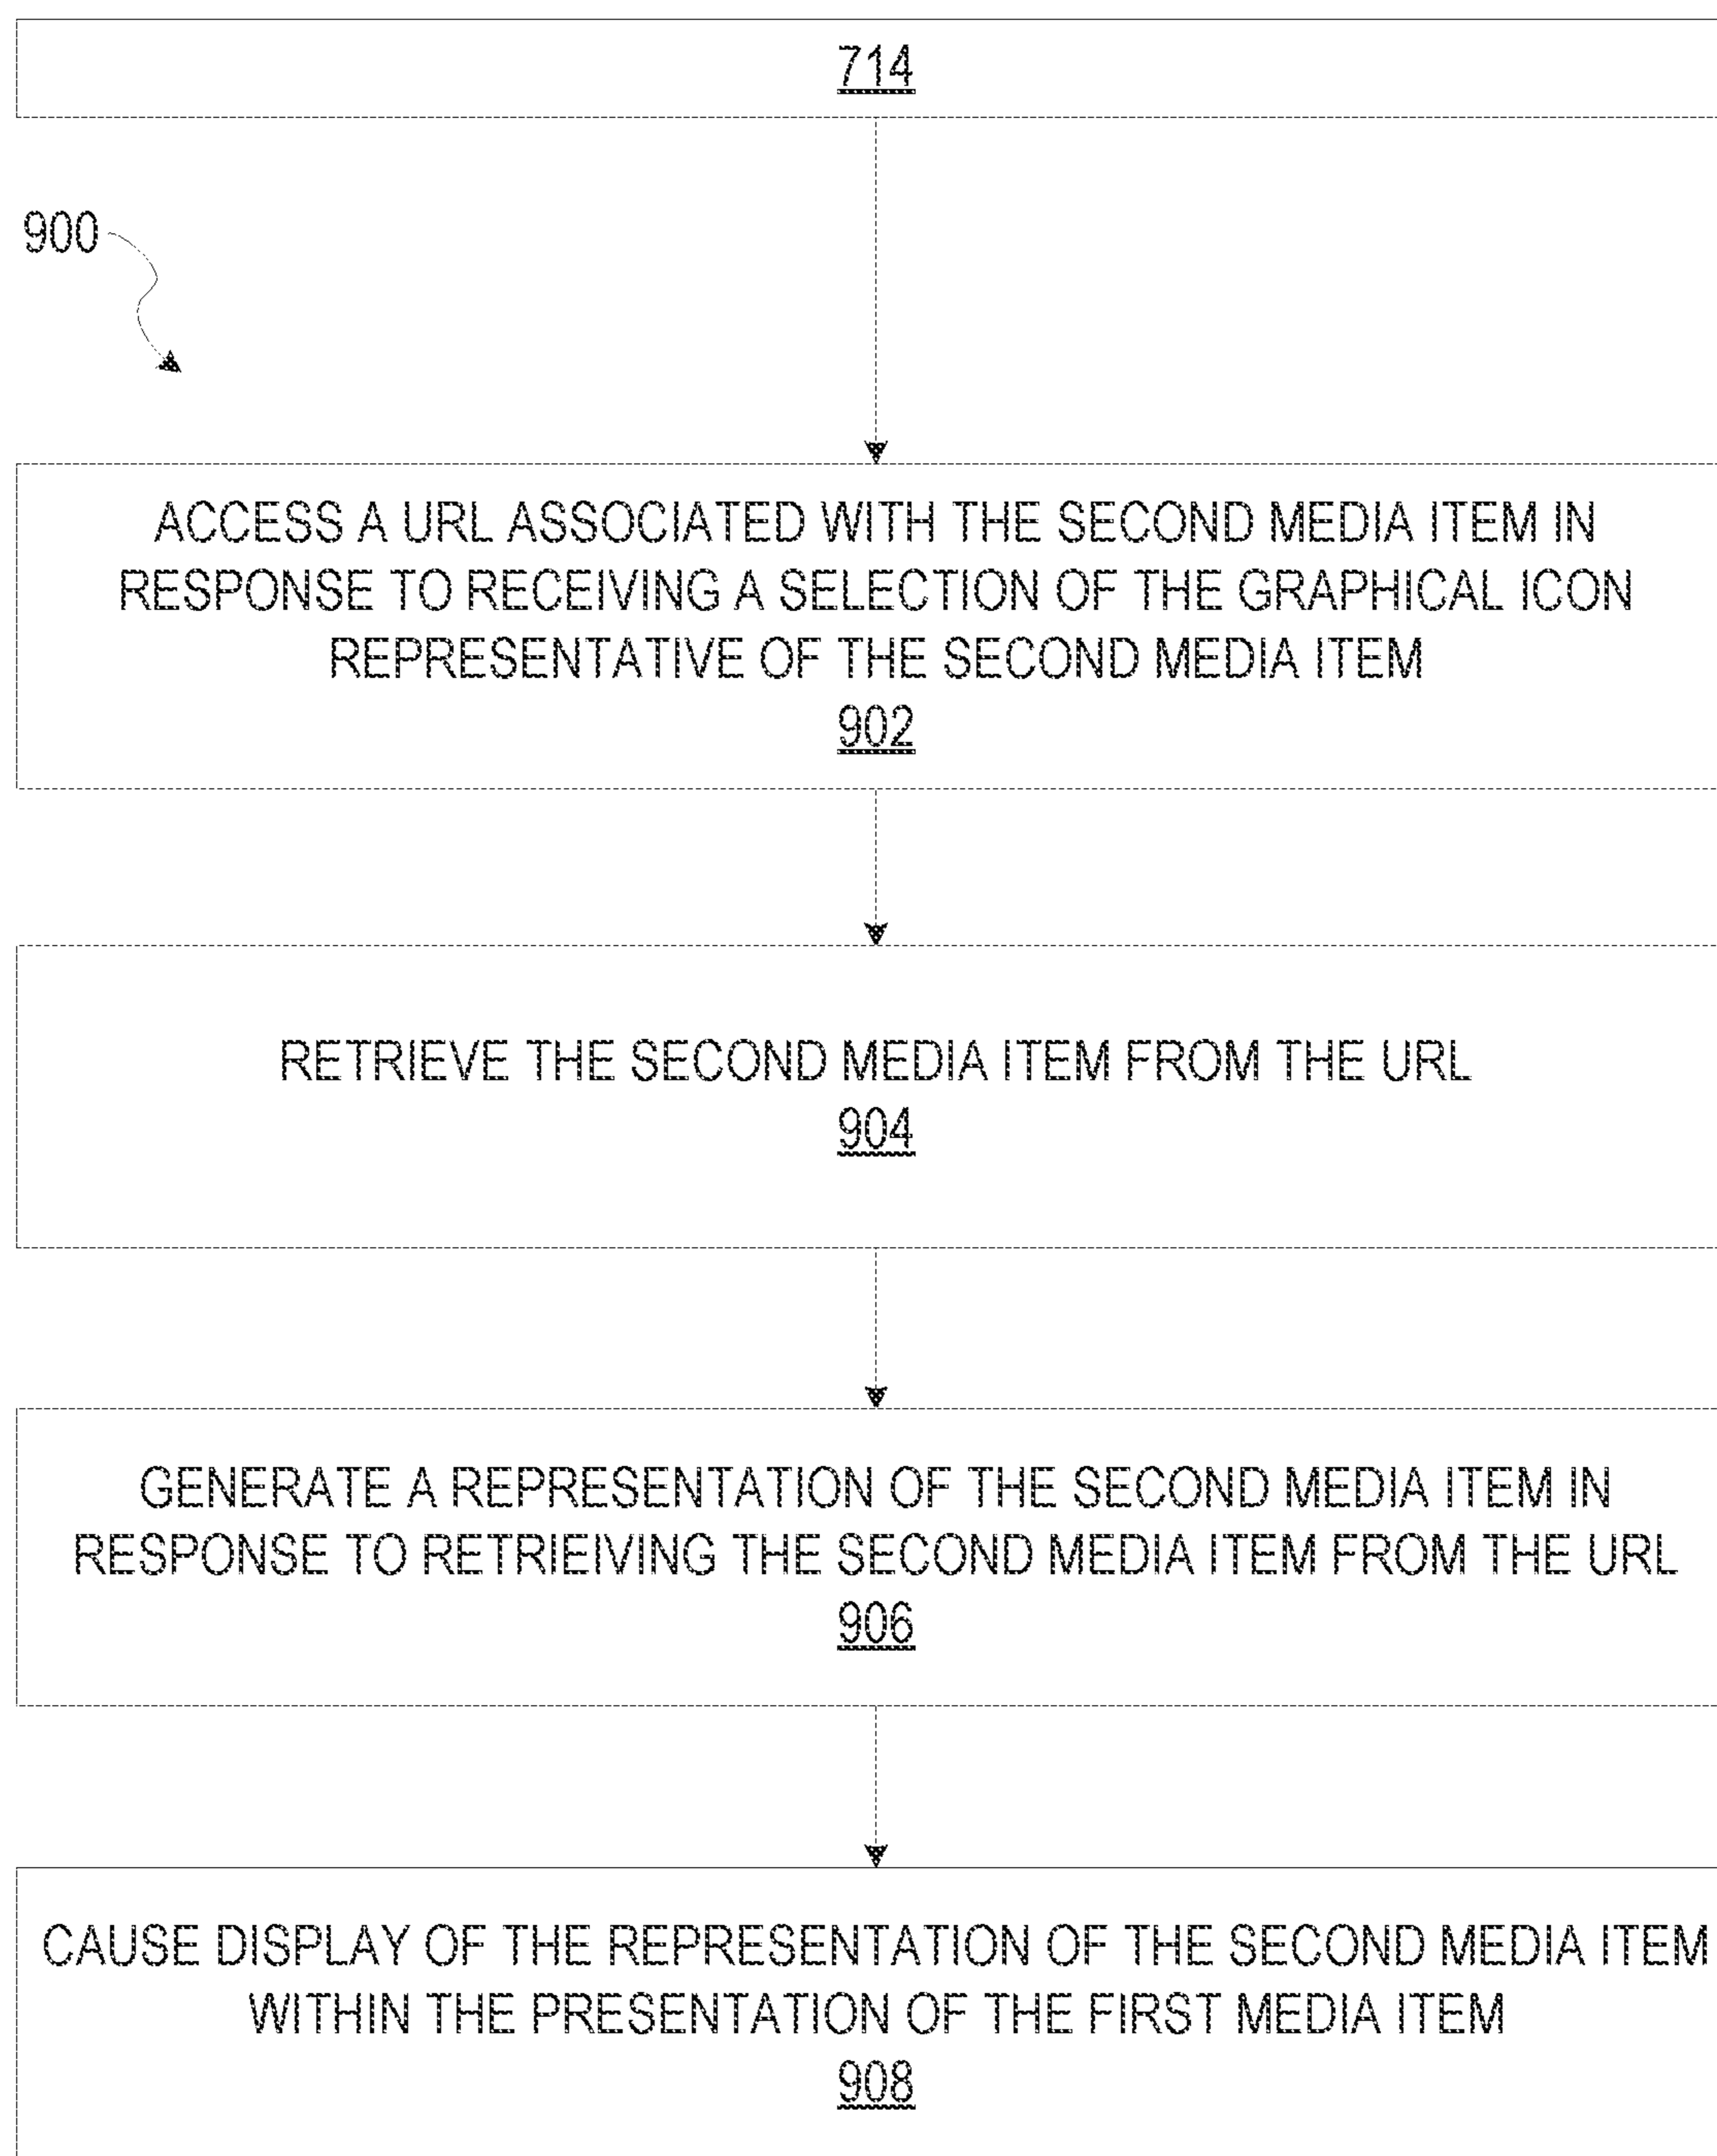 714
900
ACCESS A URL ASSOCIATED WITH THE SECOND MEDIA ITEM IN
RESPONSE TO RECEIVING A SELECTION OF THE GRAPHICAL ICON
REPRESENTATIVE OF THE SECOND MEDIA ITEM
902
RETRIEVE THE SECOND MEDIA ITEM FROM THE URL
904
GENERATE A REPRESENTATION OF THE SECOND MEDIA ITEM IN
RESPONSE TO RETRIEIVING THE SECOND MEDIA ITEM FROM THE URL
906
CAUSE DISPLAY OF THE REPRESENTATION OF THE SECOND MEDIA ITEM
WITHIN THE PRESENTATION OF THE FIRST MEDIA ITEM
908